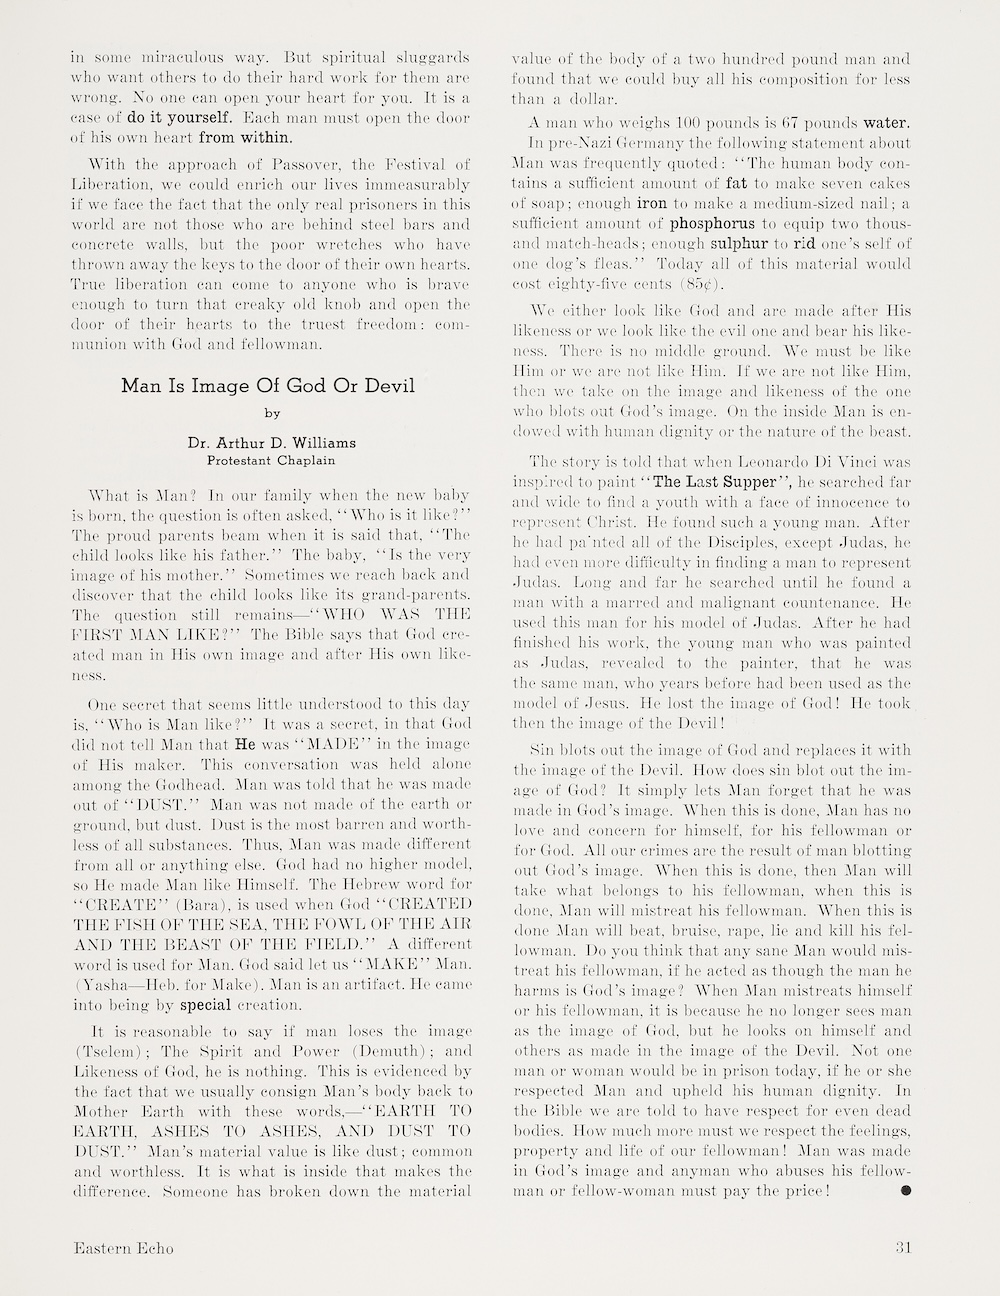 in some miraculous way. But spiritual sluggards
who want others to do their hard work for them are
wrong. No one can open your heart for you. It is a
case of do it yourself. Each man must open the door
of his own heart from within.
With the approach of Passover, the Festival of
Liberation, we could enrich our lives immeasurably
if we face the fact that the only real prisoners in this
world are not those who are behind steel bars and
concrete walls, but the poor wretches who have
thrown away the keys to the door of their own hearts.
True liberation can come to anyone who is brave
enough to turn that creaky old knob and open the
door of their hearts to the truest freedom: com-
munion with God and fellowman.
Man Is Image Of God Or Devil
by
Dr. Arthur D. Williams
Protestant Chaplain
What is Man? In our family when the new baby
is born, the question is often asked, "Who is it like?"
The proud parents beam when it is said that, "The
child looks like his father." The baby, "Is the very
image of his mother." Sometimes we reach back and
discover that the child looks like its grand-parents.
The question still remains—"WHO WAS THE
FIRST MAN LIKE?" The Bible says that God cre-
ated man in His own image and after His own like-
ness.
One secret that seems little understood to this day
is, "Who is Man like?" It was a secret, in that God
did not tell Man that He was "MADE" in the image
of His maker. This conversation was held alone
among the Godhead. Man was told that he was made
out of "DUST." Man was not made of the earth or
ground, but dust. Dust is the most barren and worth-
less of all substances. Thus, Man was made different
from all or anything else. God had no higher model,
so He made Man like Himself. The Hebrew word for
"CREATE" (Bara), is used when God "CREATED
THE FISH OF THE SEA, THE FOWL OF THE AIR
AND THE BEAST OF THE FIELD." A different
word is used for Man. God said let us "MAKE" Man.
(Yasha—Heb. for Make). Man is an artifact. He came
into being by special creation.
It is reasonable to say if man loses the image
(Tselem); The Spirit and Power (Demuth); and
Likeness of God, he is nothing. This is evidenced by
the fact that we usually consign Man's body back to
Mother Earth with these words,—"EARTH TO
EARTH, ASHES TO ASHES, AND DUST TO
DUST." Man's material value is like dust; common
and worthless. It is what is inside that makes the
difference. Someone has broken down the material
value of the body of a two hundred pound man and
found that we could buy all his composition for less
than a dollar.
A man who weighs 100 pounds is 67 pounds water.
In pre-Nazi Germany the following statement about
Man was frequently quoted: "The human body con-
tains a sufficient amount of fat to make seven cakes
of soap; enough iron to make a medium-sized nail; a
sufficient amount of phosphorus to equip two thous-
and match-heads; enough sulphur to rid one's self of
one dog's fleas." Today all of this material would
cost eighty-five cents (85¢).
We either look like God and are made after His
likeness or we look like the evil one and bear his like-
ness. There is no middle ground. We must be like
Him or we are not like Him. If we are not like Him,
then we take on the image and likeness of the one
who blots out God's image. On the inside Man is en-
dowed with human dignity or the nature of the beast.
The story is told that when Leonardo Di Vinci was
inspired to paint "The Last Supper", he searched far
and wide to find a youth with a face of innocence to
represent Christ. He found such a young man. After
he had pa'nted all of the Disciples, except Judas, he
had even more difficulty in finding a man to represent
Judas. Long and far he searched until he found a
man with a marred and malignant countenance. He
used this man for his model of Judas. After he had
finished his work, the young man who was painted
as Judas, revealed to the painter, that he was
the same man, who years before had been used as the
model of Jesus. He lost the image of God! He took
then the image of the Devil!
Sin blots out the image of God and replaces it with
the image of the Devil. How does sin blot out the im-
age of God? It simply lets Man forget that he was
made in God's image. When this is done, Man has no
love and concern for himself, for his fellowman or
for God. All our crimes are the result of man blotting
out God's image. When this is done, then Man will
take what belongs to his fellowman, when this is
done, Man will mistreat his fellowman. When this is
done Man will beat, bruise, rape, lie and kill his fel-
lowman. Do you think that any sane Man would mis-
treat his fellowman, if he acted as though the man he
harms is God's image? When Man mistreats himself
or his fellowman, it is because he no longer sees man
as the image of God, but he looks on himself and
others as made in the image of the Devil. Not one
man or woman would be in prison today, if he or she
respected Man and upheld his human dignity. In
the Bible we are told to have respect for even dead
bodies. How much more must we respect the feelings,
property and life of our fellowman! Man was made
in God's image and anyman who abuses his fellow-
man or fellow-woman must pay the price! ●
Eastern Echo
31